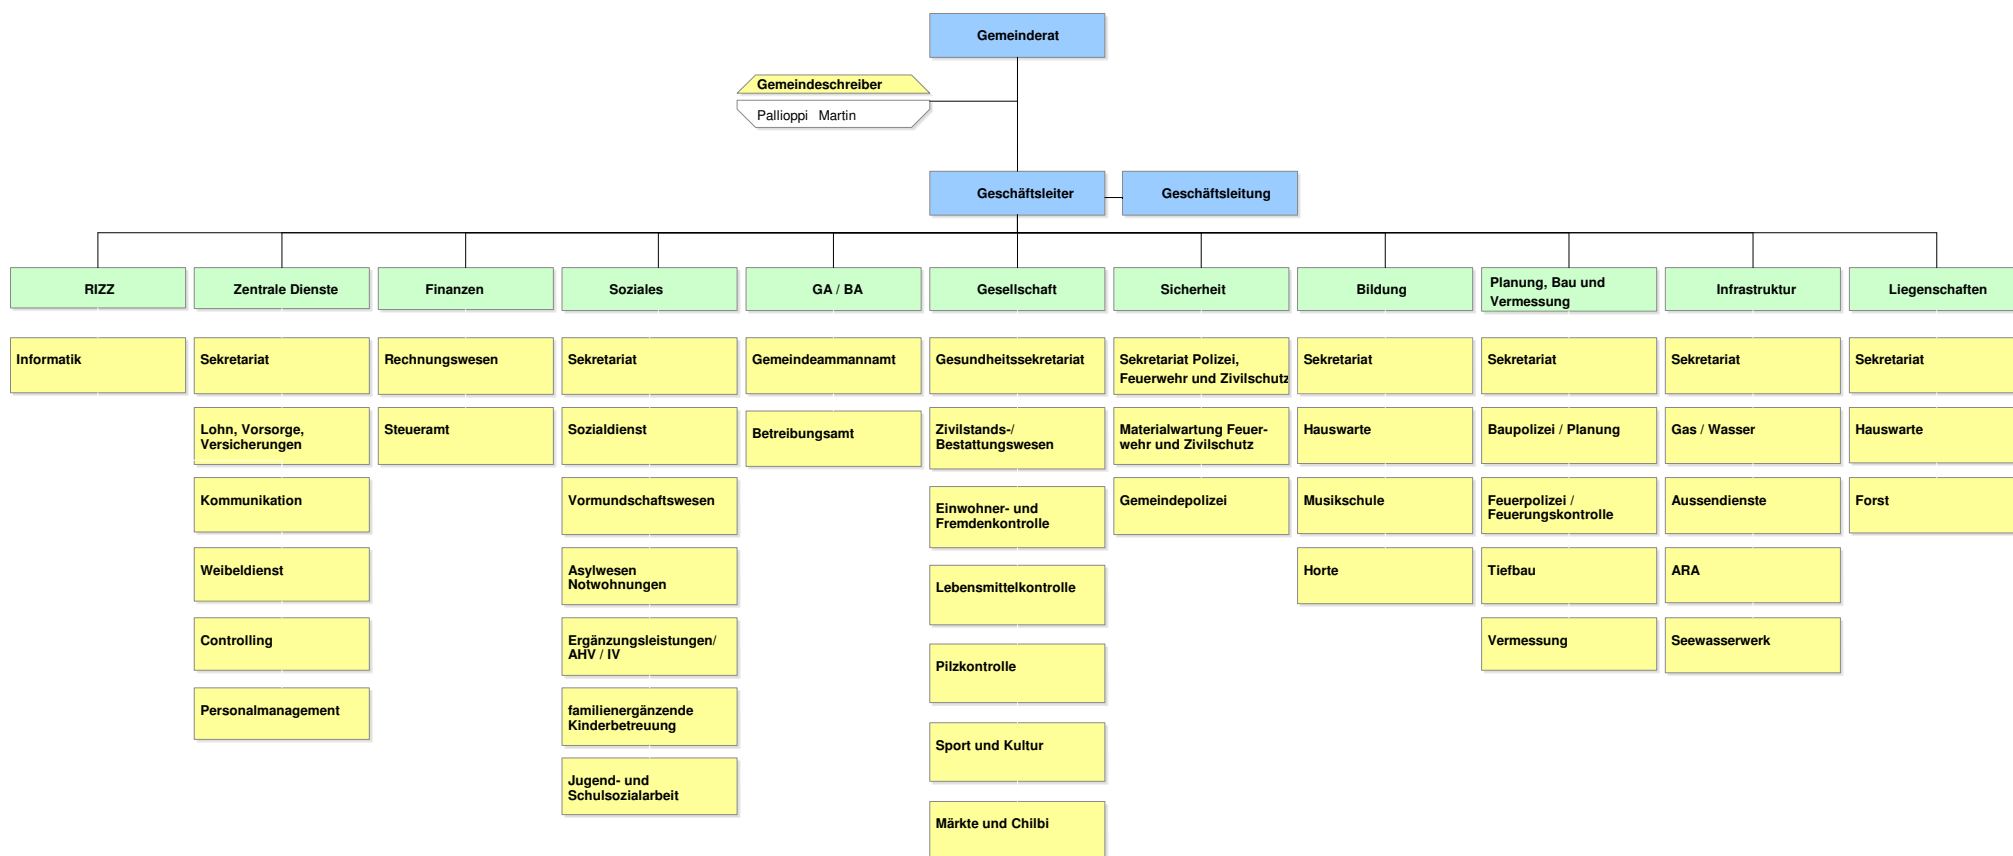 Gemeinderat
Gemeindeschreiber
Pallioppi Martin
Geschäftsleiter
Geschäftsleitung
RIZZ
Zentrale Dienste
Finanzen
Soziales
GA / BA
Gesellschaft
Sicherheit
Bildung
Planung, Bau und
Vermessung
Infrastruktur
Liegenschaften
Informatik
Sekretariat
Lohn, Vorsorge,
Versicherungen
Kommunikation
Weibeldienst
Controlling
Personalmanagement
Rechnungswesen
Steueramt
Sekretariat
Sozialdienst
Vormundschaftswesen
Asylwesen
Notwohnungen
Ergänzungsleistungen/
AHV / IV
familienergänzende
Kinderbetreuung
Jugend- und
Schulsozialarbeit
Gemeindeammannamt
Betreibungsamt
Gesundheitssekretariat
Zivilstands-/
Bestattungswesen
Einwohner- und
Fremdenkontrolle
Lebensmittelkontrolle
Pilzkontrolle
Sport und Kultur
Märkte und Chilbi
Sekretariat Polizei,
Feuerwehr und Zivilschutz
Materialwartung Feuer-
wehr und Zivilschutz
Gemeindepolizei
Sekretariat
Hauswarte
Musikschule
Horte
Sekretariat
Baupolizei / Planung
Feuerpolizei /
Feuerungskontrolle
Tiefbau
Vermessung
Sekretariat
Gas / Wasser
Aussendienste
ARA
Seewasserwerk
Sekretariat
Hauswarte
Forst